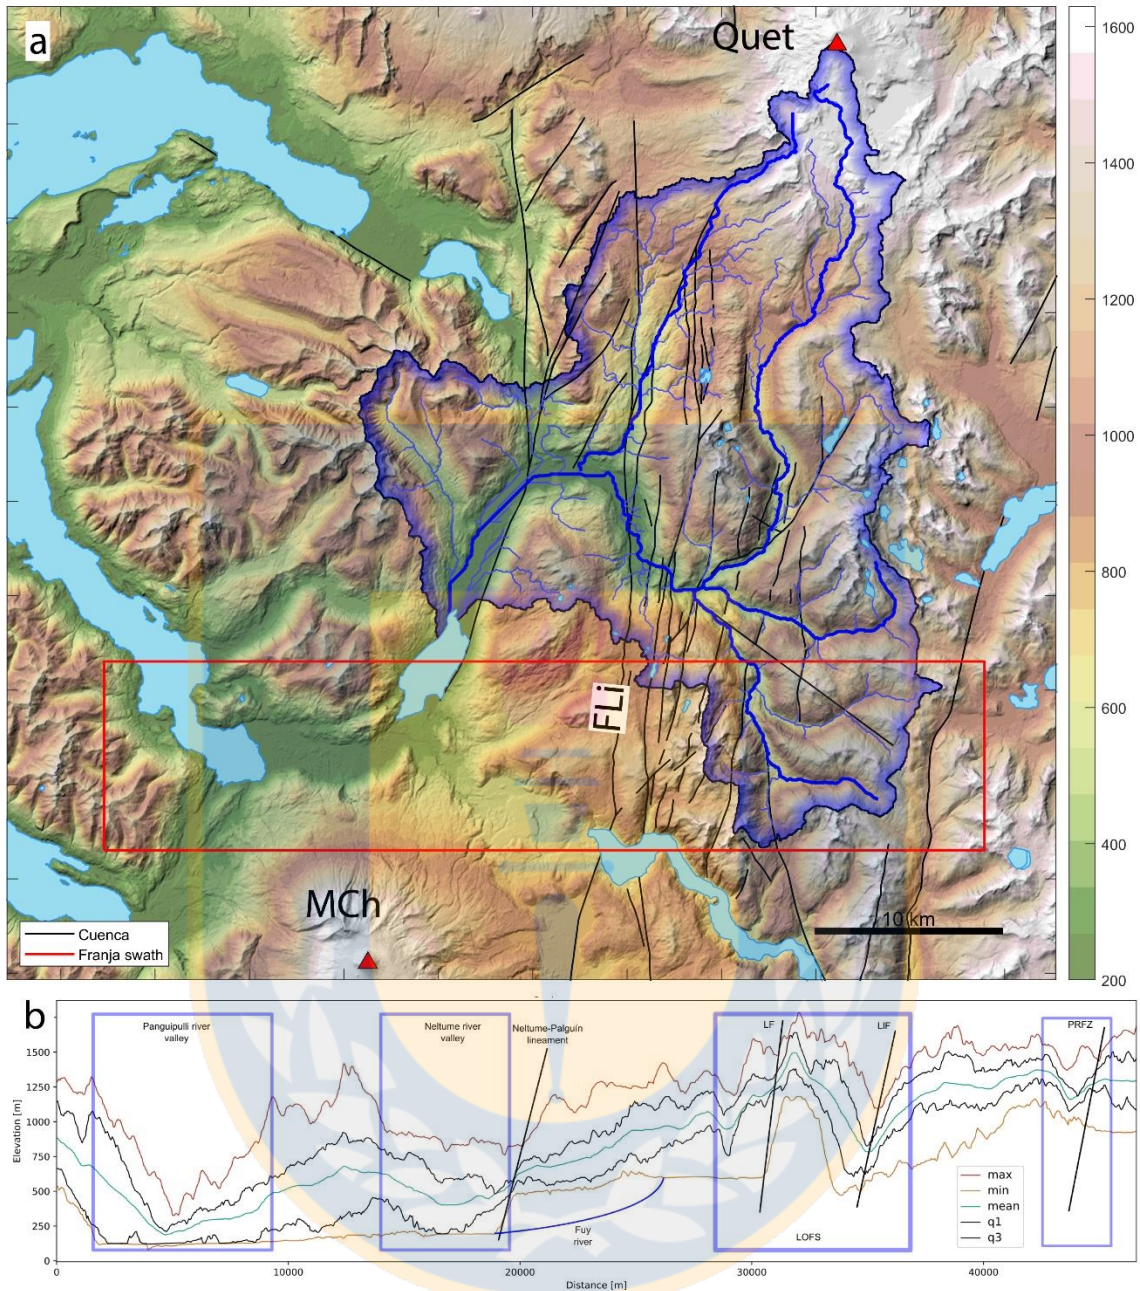 a
Quet
1600
1400
1200
1000
800
600
400
200
FLi
MCh
Cuenca
Franja swath
10 km
b
Panguipulli river
valley
Neltume river
valley
Neltume-Palguín
lineament
LF
LIF
PRFZ
Elevation [m]
1500
1250
1000
750
500
250
0
Fuy
river
LOFS
max
min
mean
q1
q3
0
10000
20000
30000
40000
Distance [m]